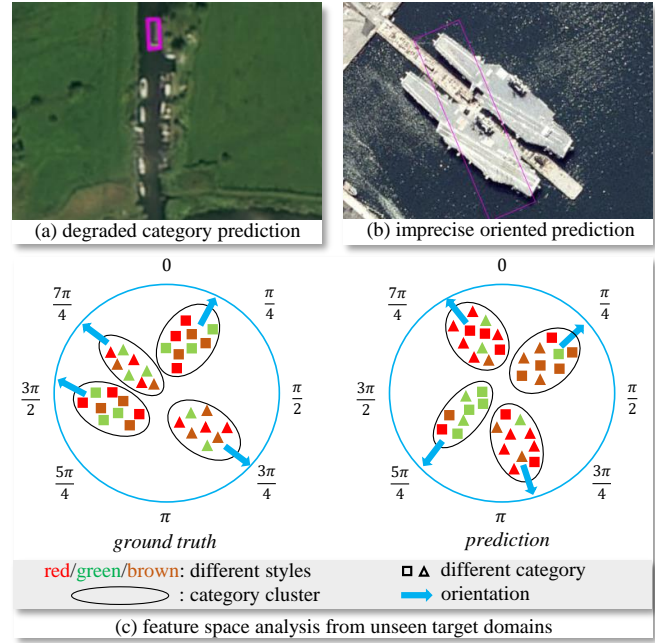 (a) degraded category prediction
(b) imprecise oriented prediction
0
0
7π/4
π/4
7π/4
π/4
3π/2
π/2
3π/2
π/2
5π/4
3π/4
5π/4
3π/4
π
π
ground truth
prediction
red/green/brown: different styles
different category
: category cluster
orientation
(c) feature space analysis from unseen target domains